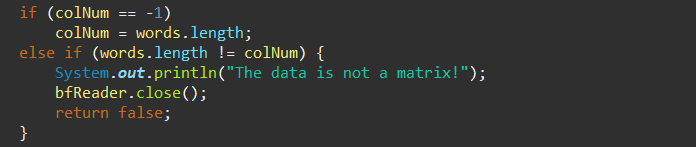 if (colNum == -1)
    colNum = words.length;
else if (words.length != colNum) {
    System.out.println("The data is not a matrix!");
    bfReader.close();
    return false;
}